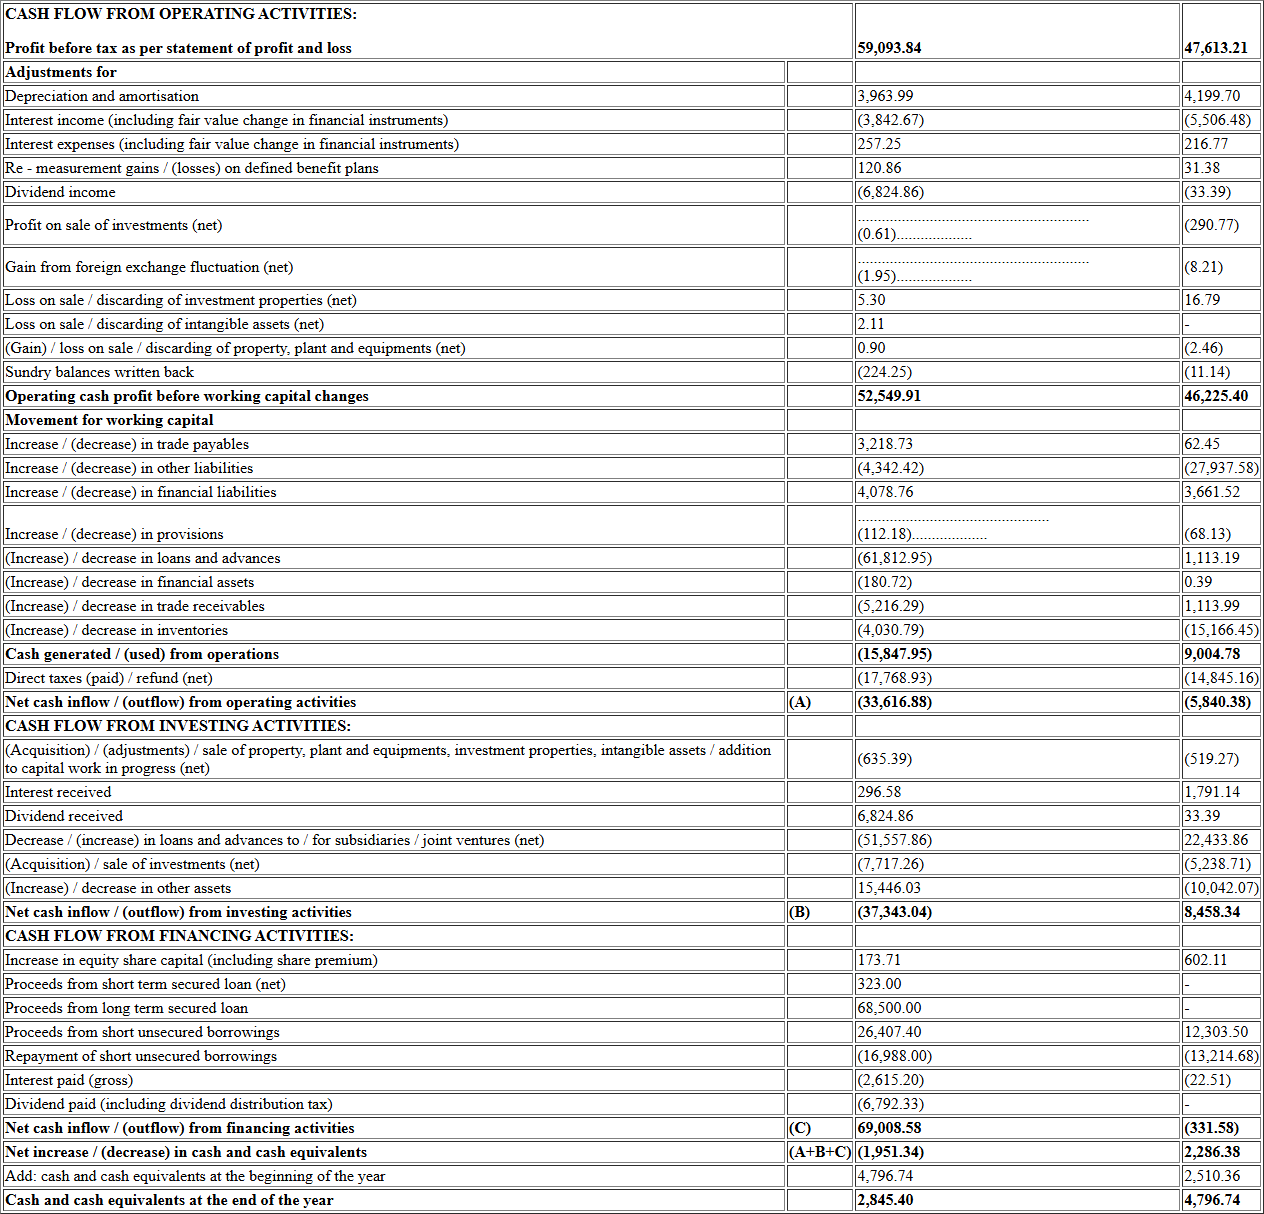 CASH FLOW FROM OPERATING ACTIVITIES:
Profit before tax as per statement of profit and loss 59,093.84 47,613.21
Adjustments for
Depreciation and amortisation 3,963.99 4,199.70
Interest income (including fair value change in financial instruments) (3,842.67) (5,506.48)
Interest expenses (including fair value change in financial instruments) 257.25 216.77
Re - measurement gains / (losses) on defined benefit plans 120.86 31.38
Dividend income (6,824.86) (33.39)
Profit on sale of investments (net) .......................................................... (0.61)................... (290.77)
Gain from foreign exchange fluctuation (net) .......................................................... (1.95)................... (8.21)
Loss on sale / discarding of investment properties (net) 5.30 16.79
Loss on sale / discarding of intangible assets (net) 2.11 -
(Gain) / loss on sale / discarding of property, plant and equipments (net) 0.90 (2.46)
Sundry balances written back (224.25) (11.14)
Operating cash profit before working capital changes 52,549.91 46,225.40
Movement for working capital
Increase / (decrease) in trade payables 3,218.73 62.45
Increase / (decrease) in other liabilities (4,342.42) (27,937.58)
Increase / (decrease) in financial liabilities 4,078.76 3,661.52
Increase / (decrease) in provisions ................................................ (112.18)................... (68.13)
(Increase) / decrease in loans and advances (61,812.95) 1,113.19
(Increase) / decrease in financial assets (180.72) 0.39
(Increase) / decrease in trade receivables (5,216.29) 1,113.99
(Increase) / decrease in inventories (4,030.79) (15,166.45)
Cash generated / (used) from operations (15,847.95) 9,004.78
Direct taxes (paid) / refund (net) (17,768.93) (14,845.16)
Net cash inflow / (outflow) from operating activities (A) (33,616.88) (5,840.38)
CASH FLOW FROM INVESTING ACTIVITIES:
(Acquisition) / (adjustments) / sale of property, plant and equipments, investment properties, intangible assets / addition
to capital work in progress (net) (635.39) (519.27)
Interest received 296.58 1,791.14
Dividend received 6,824.86 33.39
Decrease / (increase) in loans and advances to / for subsidiaries / joint ventures (net) (51,557.86) 22,433.86
(Acquisition) / sale of investments (net) (7,717.26) (5,238.71)
(Increase) / decrease in other assets 15,446.03 (10,042.07)
Net cash inflow / (outflow) from investing activities (B) (37,343.04) 8,458.34
CASH FLOW FROM FINANCING ACTIVITIES:
Increase in equity share capital (including share premium) 173.71 602.11
Proceeds from short term secured loan (net) 323.00 -
Proceeds from long term secured loan 68,500.00 -
Proceeds from short unsecured borrowings 26,407.40 12,303.50
Repayment of short unsecured borrowings (16,988.00) (13,214.68)
Interest paid (gross) (2,615.20) (22.51)
Dividend paid (including dividend distribution tax) (6,792.33) -
Net cash inflow / (outflow) from financing activities (C) 69,008.58 (331.58)
Net increase / (decrease) in cash and cash equivalents (A+B+C) (1,951.34) 2,286.38
Add: cash and cash equivalents at the beginning of the year 4,796.74 2,510.36
Cash and cash equivalents at the end of the year 2,845.40 4,796.74